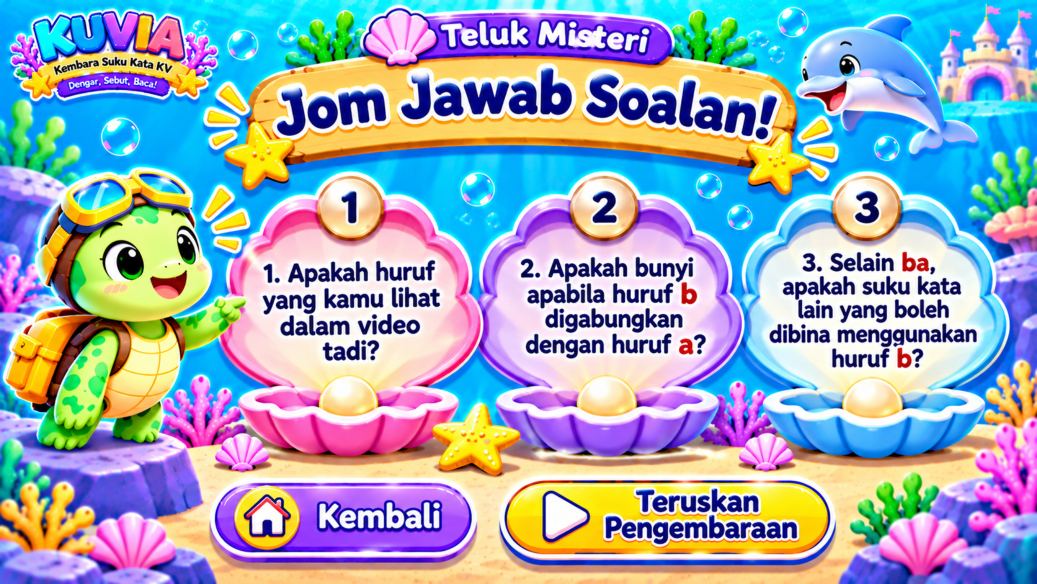 KUVIA
Kembara Suku Kata KV
Dengar, Sebut, Baca!
Teluk Misteri
Jom Jawab Soalan!
1
1. Apakah huruf
yang kamu lihat
dalam video
tadi?
2
2. Apakah bunyi
apabila huruf b
digabungkan
dengan huruf a?
3
3. Selain ba,
apakah suku kata
lain yang boleh
dibina menggunakan
huruf b?
Kembali
Teruskan
Pengembaraan